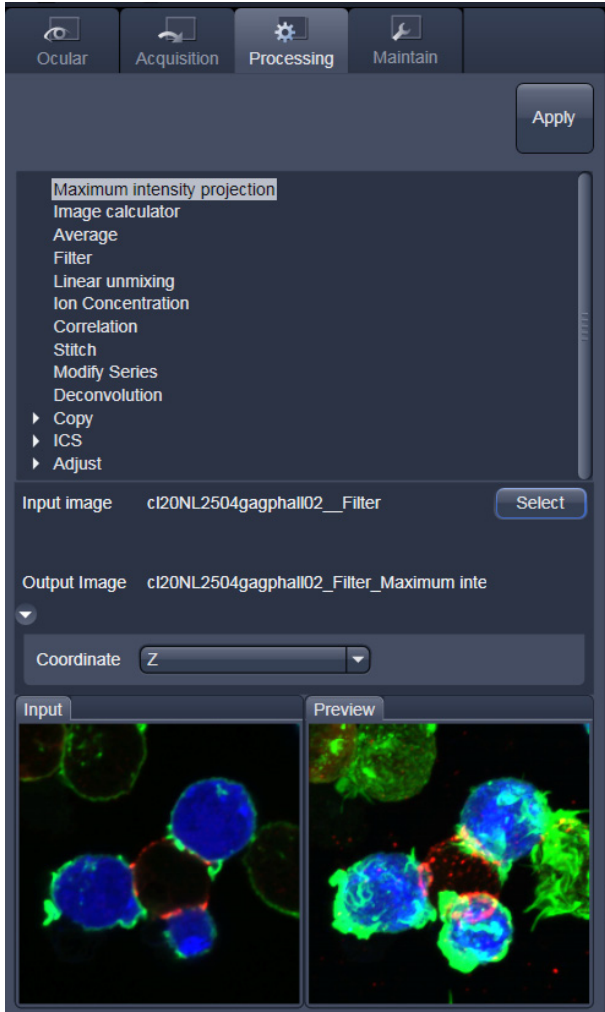 Ocular Acquisition Processing Maintain
Apply
Maximum intensity projection
Image calculator
Average
Filter
Linear unmixing
Ion Concentration
Correlation
Stitch
Modify Series
Deconvolution
Copy
ICS
Adjust
Input image cl20NL2504gagphall02__Filter Select
Output Image cl20NL2504gagphall02_Filter_Maximum inte
Coordinate Z
Input Preview